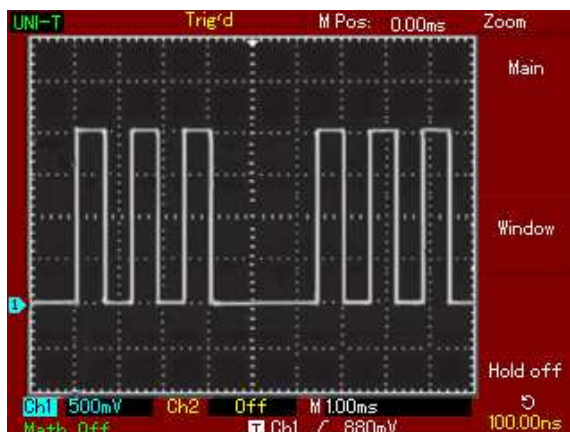 UNI-T Trig'd M Pos: 0.00ms Zoom
Main
Window
1
Hold off
Ch1 500mV Ch2 Off M 1.00ms
100.00ns
Math Off T Ch1 / 880mV